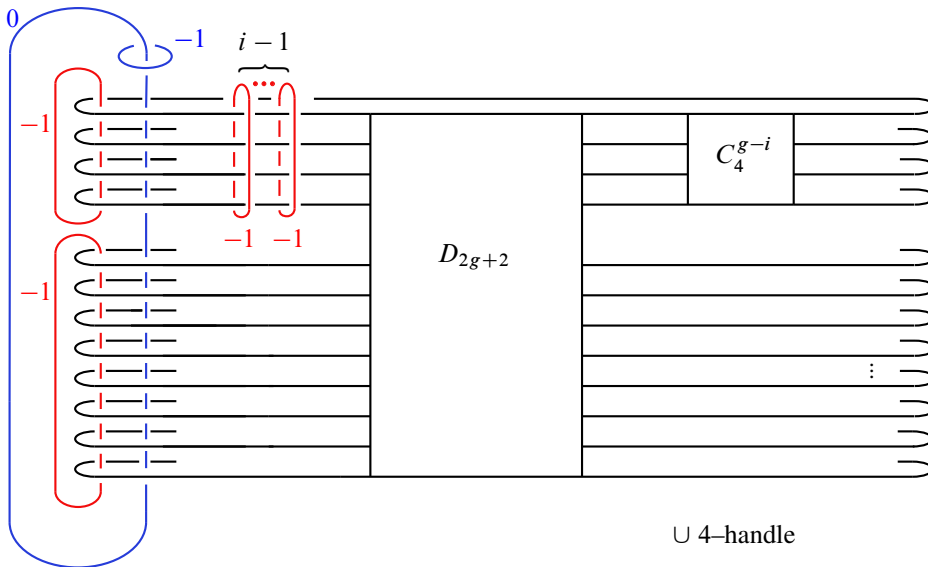 0
−1
i − 1
−1
C_4^{g−i}
−1 −1
D_{2g+2}
−1
∪ 4–handle